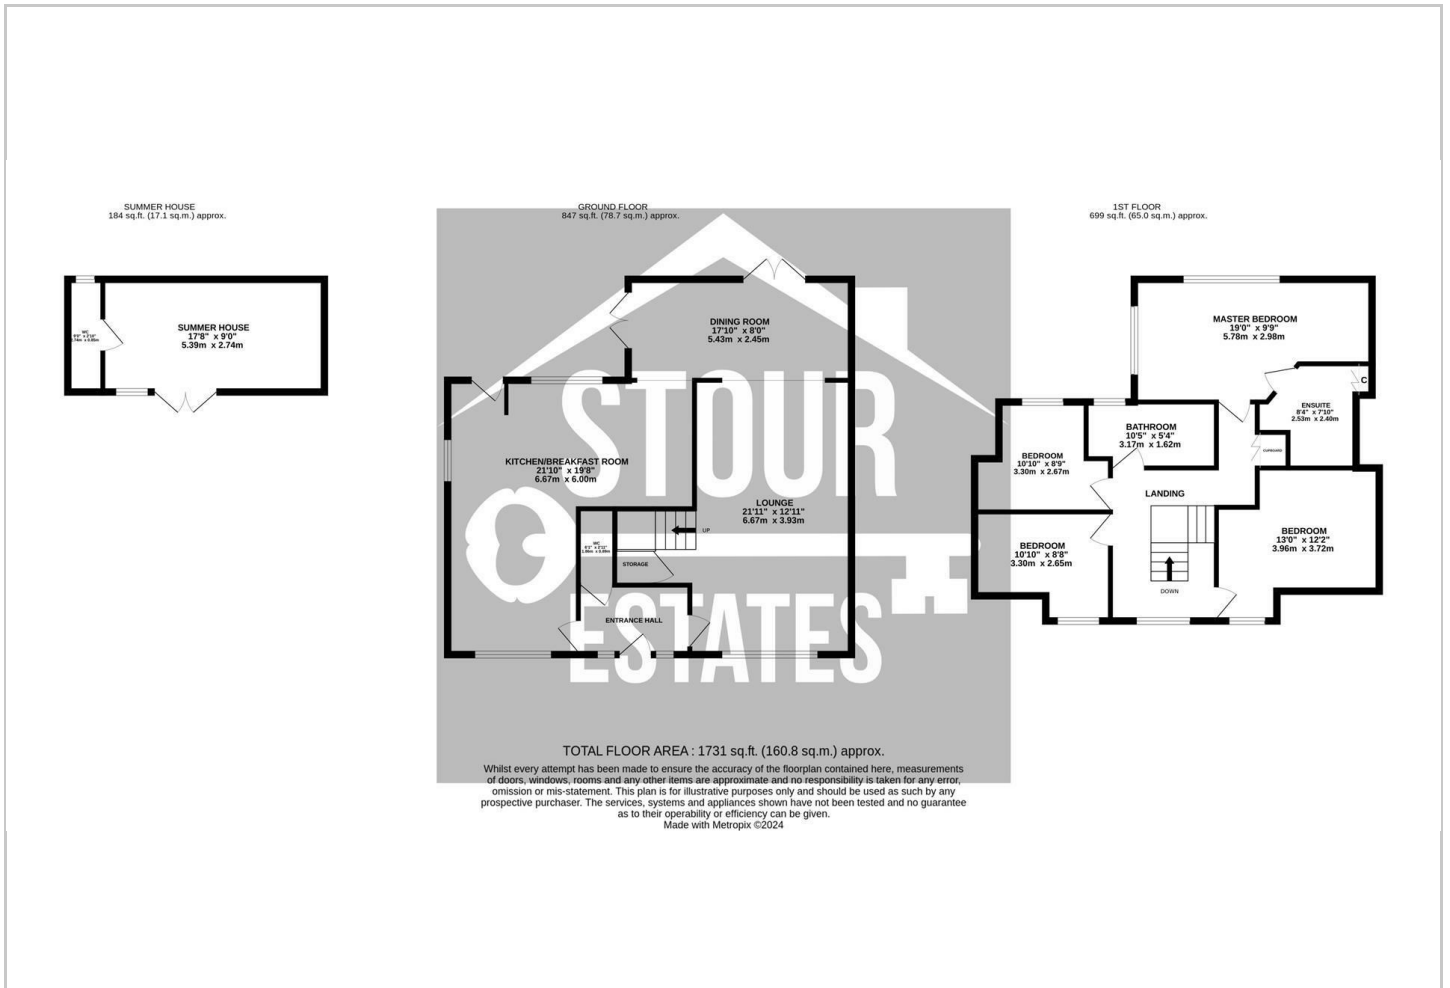 SUMMER HOUSE
184 sq.ft. (17.1 sq.m.) approx.
GROUND FLOOR
847 sq.ft. (78.7 sq.m.) approx.
1ST FLOOR
699 sq.ft. (65.0 sq.m.) approx.
WC
SUMMER HOUSE
17'8" x 9'0"
5.39m x 2.74m
DINING ROOM
17'10" x 8'0"
5.43m x 2.45m
KITCHEN/BREAKFAST ROOM
21'10" x 19'8"
6.67m x 6.00m
LOUNGE
21'11" x 12'11"
6.67m x 3.93m
UP
WC
STORAGE
ENTRANCE HALL
STOUR
ESTATES
MASTER BEDROOM
19'0" x 9'9"
5.78m x 2.98m
C
ENSUITE
8'4" x 7'10"
2.53m x 2.40m
BATHROOM
10'5" x 5'4"
3.17m x 1.62m
CUPBOARD
BEDROOM
10'10" x 8'9"
3.30m x 2.67m
LANDING
BEDROOM
13'0" x 12'2"
3.96m x 3.72m
BEDROOM
10'10" x 8'8"
3.30m x 2.65m
DOWN
TOTAL FLOOR AREA : 1731 sq.ft. (160.8 sq.m.) approx.
Whilst every attempt has been made to ensure the accuracy of the floorplan contained here, measurements
of doors, windows, rooms and any other items are approximate and no responsibility is taken for any error,
omission or mis-statement. This plan is for illustrative purposes only and should be used as such by any
prospective purchaser. The services, systems and appliances shown have not been tested and no guarantee
as to their operability or efficiency can be given.
Made with Metropix ©2024